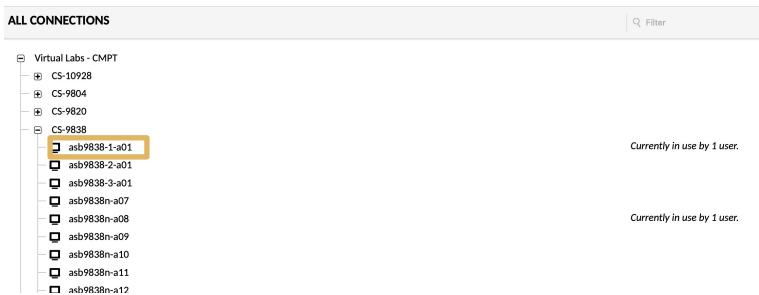 ALL CONNECTIONS
Filter
Virtual Labs - CMPT
CS-10928
CS-9804
CS-9820
CS-9838
asb9838-1-a01 Currently in use by 1 user.
asb9838-2-a01
asb9838-3-a01
asb9838n-a07
asb9838n-a08 Currently in use by 1 user.
asb9838n-a09
asb9838n-a10
asb9838n-a11
asb9838n-a12